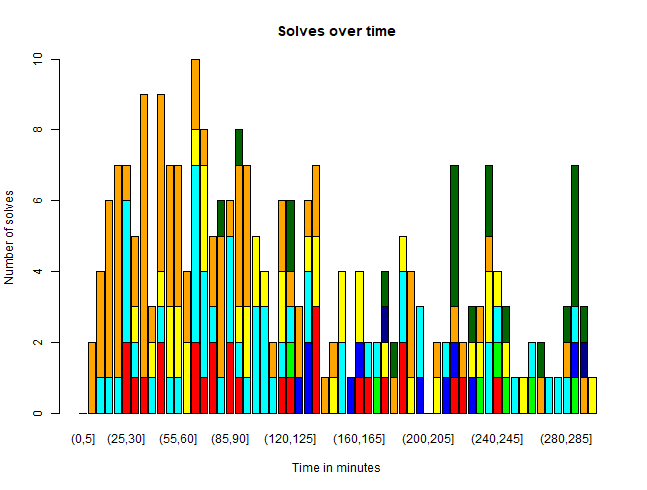 Solves over time
Number of solves
10
8
6
4
2
0
(0,5] (25,30] (55,60] (85,90] (120,125] (160,165] (200,205] (240,245] (280,285]
Time in minutes